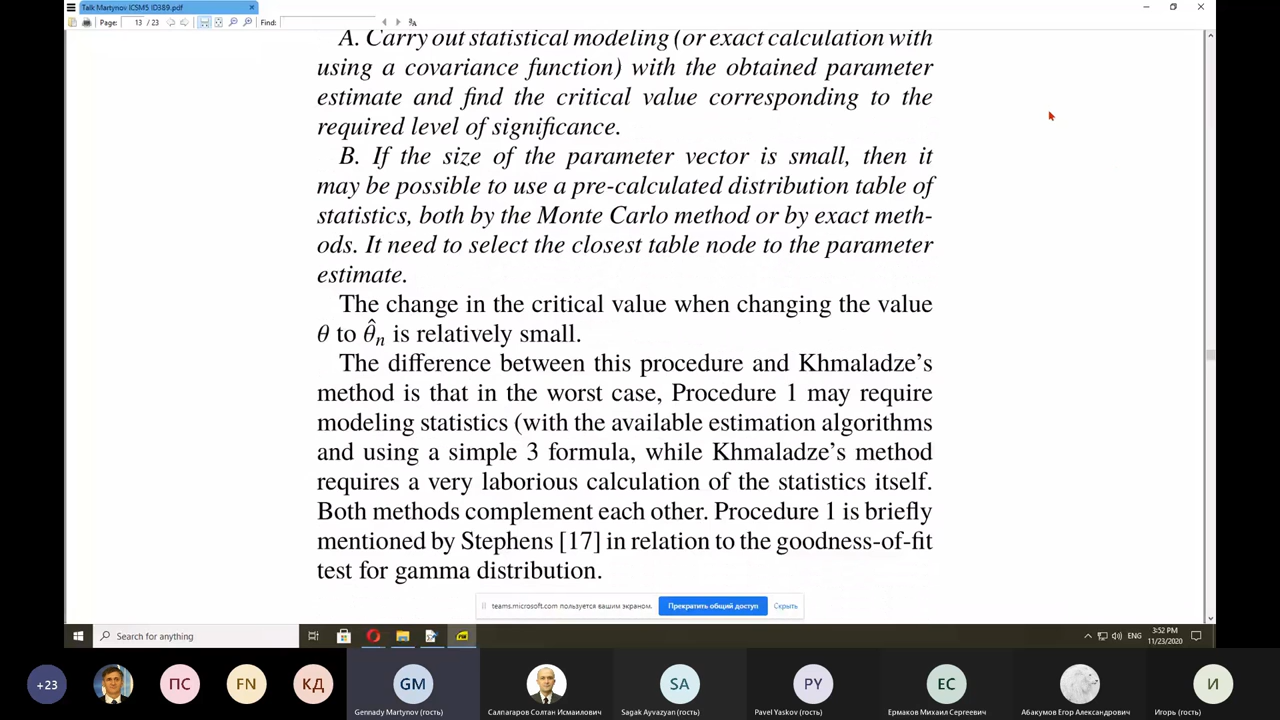 Talk Martynov ICSM5 ID389.pdf
Page: 13 / 23 Find:
A. Carry out statistical modeling (or exact calculation with
using a covariance function) with the obtained parameter
estimate and find the critical value corresponding to the
required level of significance.
B. If the size of the parameter vector is small, then it
may be possible to use a pre-calculated distribution table of
statistics, both by the Monte Carlo method or by exact meth-
ods. It need to select the closest table node to the parameter
estimate.
The change in the critical value when changing the value
θ to θ̂ₙ is relatively small.
The difference between this procedure and Khmaladze's
method is that in the worst case, Procedure 1 may require
modeling statistics (with the available estimation algorithms
and using a simple 3 formula, while Khmaladze's method
requires a very laborious calculation of the statistics itself.
Both methods complement each other. Procedure 1 is briefly
mentioned by Stephens [17] in relation to the goodness-of-fit
test for gamma distribution.
teams.microsoft.com пользуется вашим экраном. Прекратить общий доступ Скрыть
Search for anything
ENG
3:52 PM
11/23/2020
+23 ПС FN КД GM SA PY ЕС И
Gennady Martynov (гость) Салпагаров Солтан Исмаилович Sagak Ayvazyan (гость) Pavel Yaskov (гость) Ермаков Михаил Сергеевич Абакумов Егор Александрович Игорь (гость)